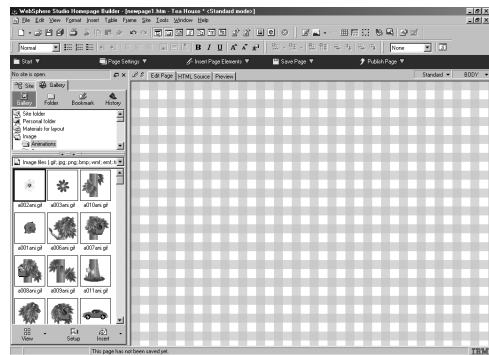 WebSphere Studio Homepage Builder - [newpage1.htm - Tea House * <Standard mode>]
File Edit View Format Insert Table Frame Site Tools Window Help
Normal B I U A A None
Start Page Settings Insert Page Elements Save Page Publish Page
No site is open. Edit Page HTML Source Preview Standard BODY
Site Gallery
Gallery Folder Bookmark History
Site folder
Personal folder
Materials for layout
Image
Animations
Image files (.gif;.jpg;.png;.bmp;.wmf;.emf;.ti
a002ani.gif a003ani.gif a010ani.gif
a001ani.gif a006ani.gif a007ani.gif
a008ani.gif a009ani.gif a011ani.gif
View Setup Insert
This page has not been saved yet. IBM